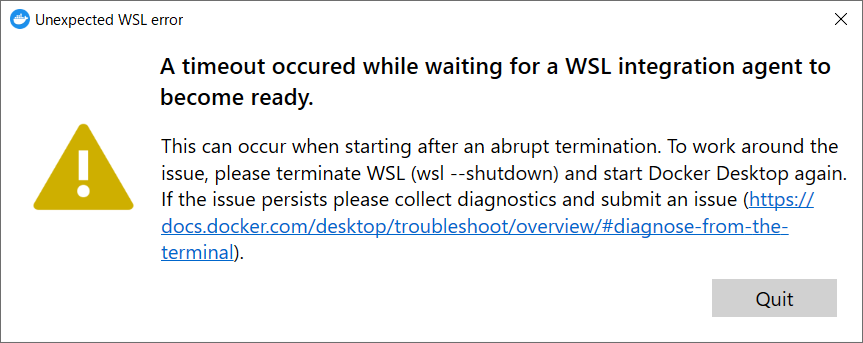 Unexpected WSL error
A timeout occured while waiting for a WSL integration agent to
become ready.
This can occur when starting after an abrupt termination. To work around the
issue, please terminate WSL (wsl --shutdown) and start Docker Desktop again.
If the issue persists please collect diagnostics and submit an issue (https://
docs.docker.com/desktop/troubleshoot/overview/#diagnose-from-the-
terminal).
Quit